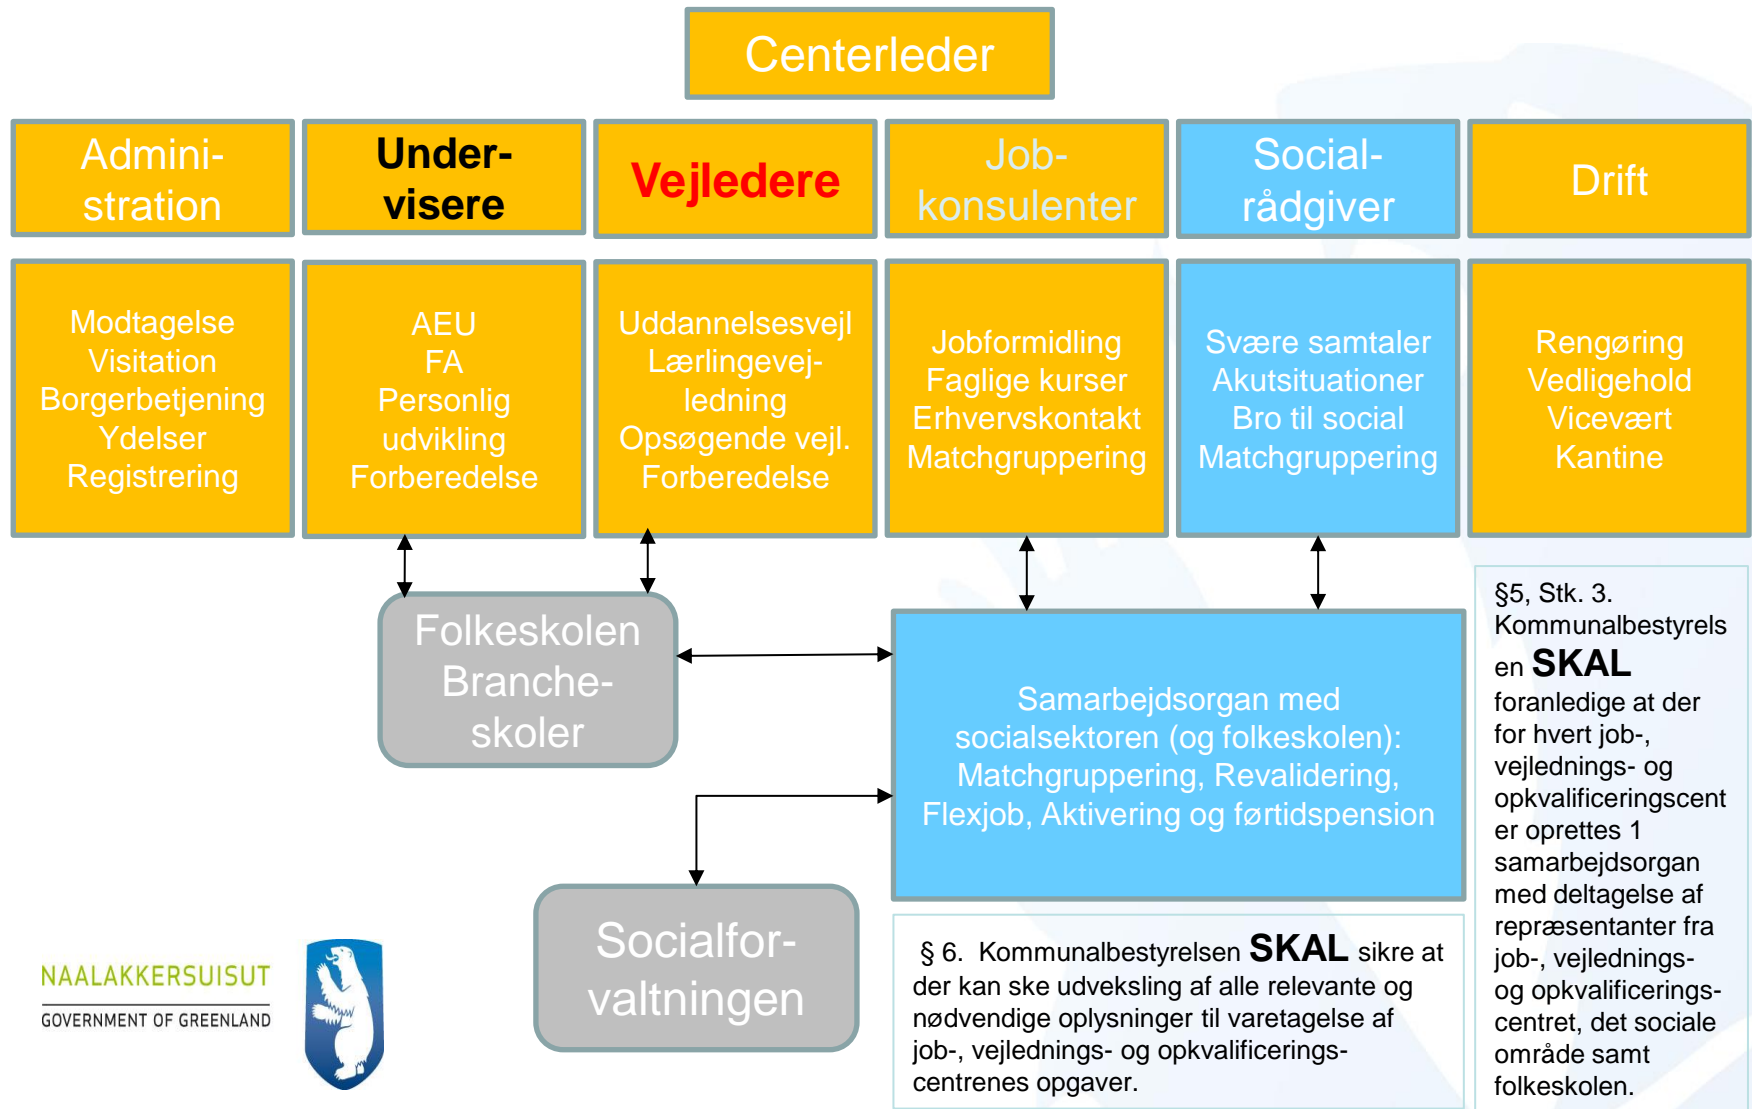 Centerleder
Admini-
stration
Under-
visere
Vejledere
Job-
konsulenter
Social-
rådgiver
Drift
Modtagelse
Visitation
Borgerbetjening
Ydelser
Registrering
AEU
FA
Personlig
udvikling
Forberedelse
Uddannelsesvejl
Lærlingevej-
ledning
Opsøgende vejl.
Forberedelse
Jobformidling
Faglige kurser
Erhvervskontakt
Matchgruppering
Svære samtaler
Akutsituationer
Bro til social
Matchgruppering
Rengøring
Vedligehold
Vicevært
Kantine
Folkeskolen
Branche-
skoler
Samarbejdsorgan med
socialsektoren (og folkeskolen):
Matchgruppering, Revalidering,
Flexjob, Aktivering og førtidspension
Socialfor-
valtningen
§5, Stk. 3.
Kommunalbestyrels
en SKAL
foranledige at der
for hvert job-,
vejlednings- og
opkvalificeringscent
er oprettes 1
samarbejdsorgan
med deltagelse af
repræsentanter fra
job-, vejlednings-
og opkvalificerings-
centret, det sociale
område samt
folkeskolen.
§ 6. Kommunalbestyrelsen SKAL sikre at
der kan ske udveksling af alle relevante og
nødvendige oplysninger til varetagelse af
job-, vejlednings- og opkvalificerings-
centrenes opgaver.
NAALAKKERSUISUT
GOVERNMENT OF GREENLAND